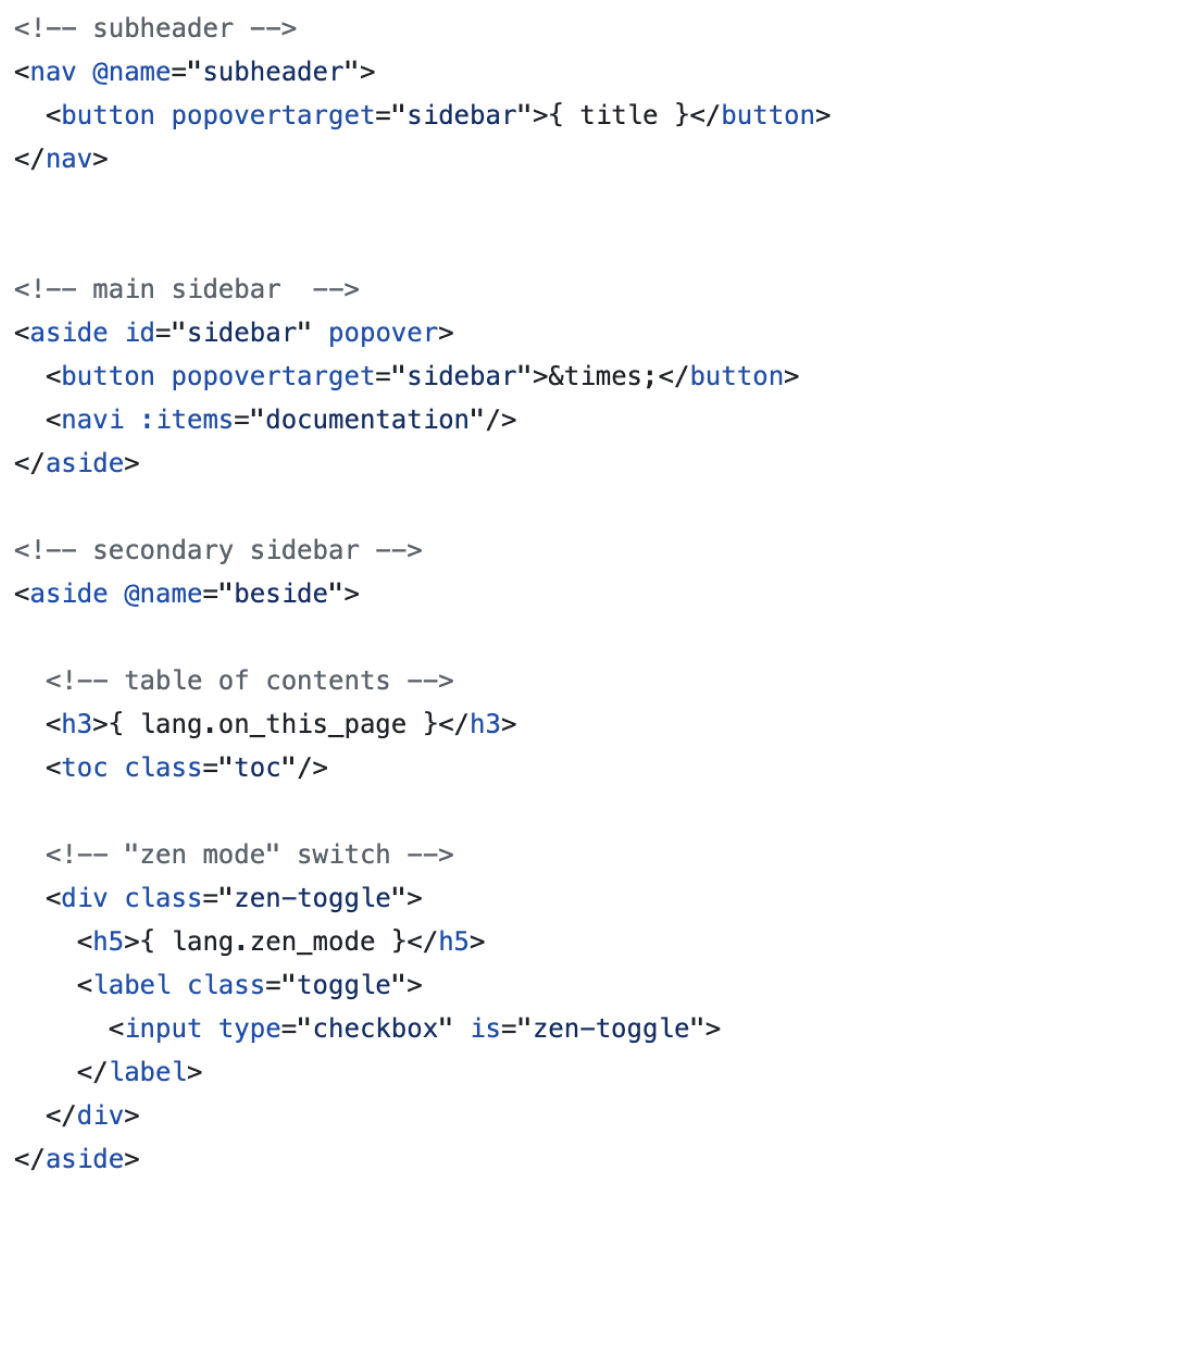 <!-- subheader -->
<nav @name="subheader">
  <button popovertarget="sidebar">{ title }</button>
</nav>
<!-- main sidebar  -->
<aside id="sidebar" popover>
  <button popovertarget="sidebar">&times;</button>
  <navi :items="documentation"/>
</aside>
<!-- secondary sidebar -->
<aside @name="beside">
  <!-- table of contents -->
  <h3>{ lang.on_this_page }</h3>
  <toc class="toc"/>
  <!-- "zen mode" switch -->
  <div class="zen-toggle">
    <h5>{ lang.zen_mode }</h5>
    <label class="toggle">
      <input type="checkbox" is="zen-toggle">
    </label>
  </div>
</aside>